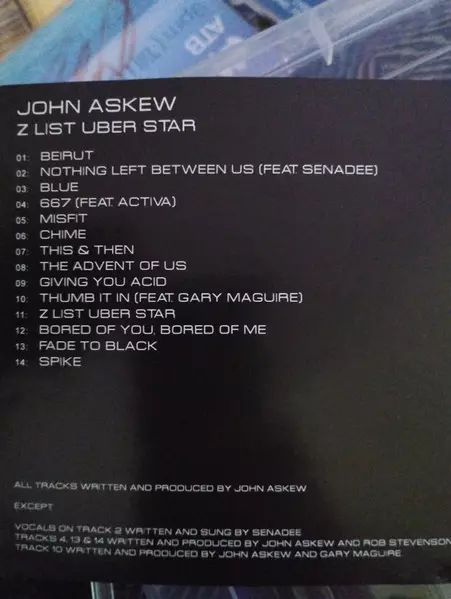 ATB
JOHN ASKEW
Z LIST UBER STAR
01: BEIRUT
02: NOTHING LEFT BETWEEN US (FEAT. SENADEE)
03: BLUE
04: 667 (FEAT. ACTIVA)
05: MISFIT
06: CHIME
07: THIS & THEN
08: THE ADVENT OF US
09: GIVING YOU ACID
10: THUMB IT IN (FEAT. GARY MAGUIRE)
11: Z LIST UBER STAR
12: BORED OF YOU, BORED OF ME
13: FADE TO BLACK
14: SPIKE
ALL TRACKS WRITTEN AND PRODUCED BY JOHN ASKEW
EXCEPT
VOCALS ON TRACK 2 WRITTEN AND SUNG BY SENADEE
TRACKS 4, 13 & 14 WRITTEN AND PRODUCED BY JOHN ASKEW AND ROB STEVENSON
TRACK 10 WRITTEN AND PRODUCED BY JOHN ASKEW AND GARY MAGUIRE